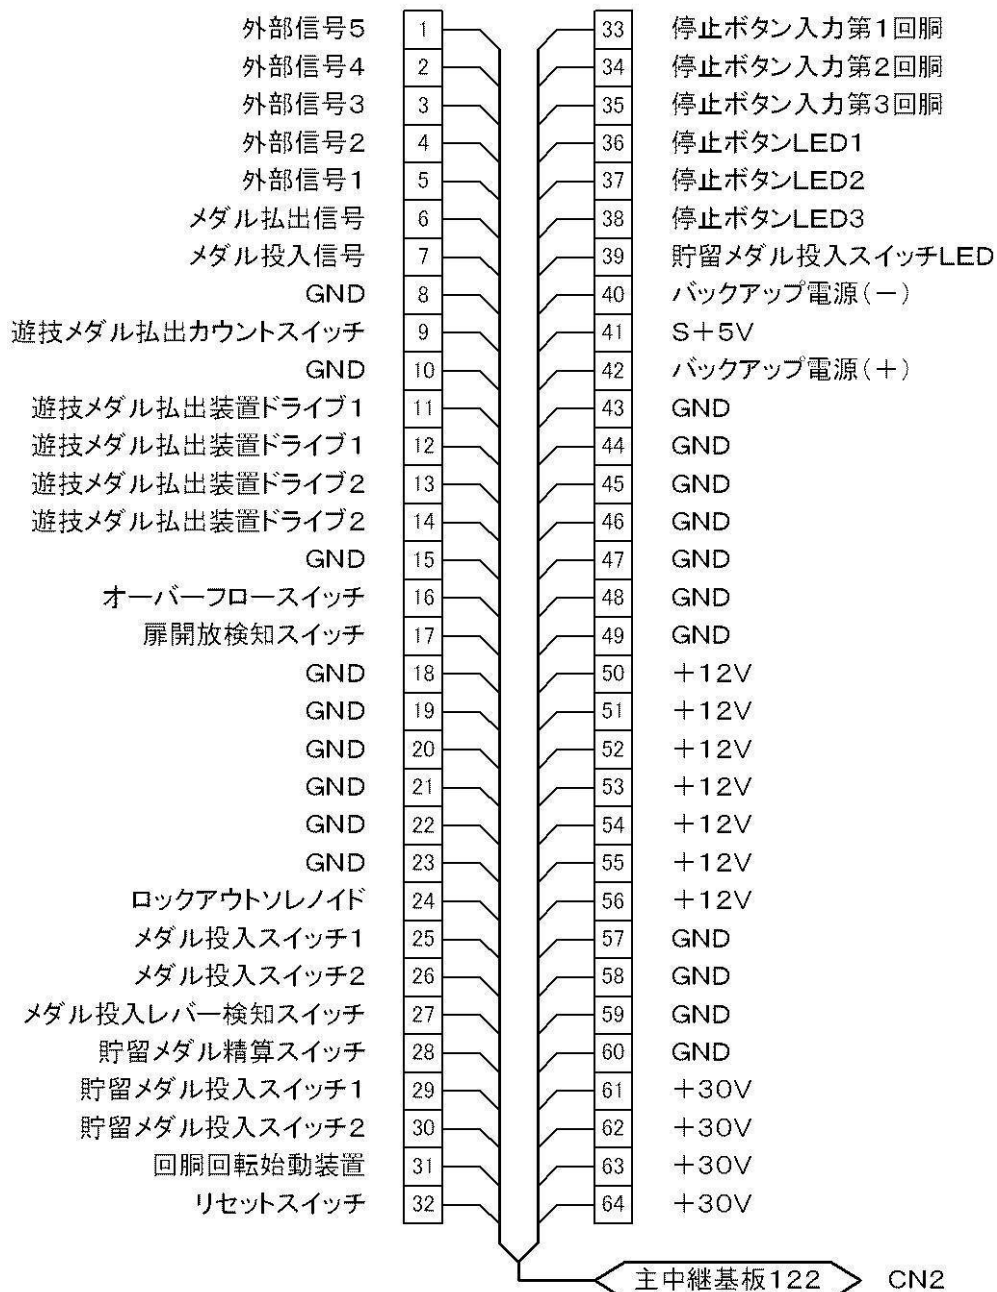 外部信号5 1
外部信号4 2
外部信号3 3
外部信号2 4
外部信号1 5
メダル払出信号 6
メダル投入信号 7
GND 8
遊技メダル払出カウントスイッチ 9
GND 10
遊技メダル払出装置ドライブ1 11
遊技メダル払出装置ドライブ1 12
遊技メダル払出装置ドライブ2 13
遊技メダル払出装置ドライブ2 14
GND 15
オーバーフロースイッチ 16
扉開放検知スイッチ 17
GND 18
GND 19
GND 20
GND 21
GND 22
GND 23
ロックアウトソレノイド 24
メダル投入スイッチ1 25
メダル投入スイッチ2 26
メダル投入レバー検知スイッチ 27
貯留メダル精算スイッチ 28
貯留メダル投入スイッチ1 29
貯留メダル投入スイッチ2 30
回胴回転始動装置 31
リセットスイッチ 32
33 停止ボタン入力第1回胴
34 停止ボタン入力第2回胴
35 停止ボタン入力第3回胴
36 停止ボタンLED1
37 停止ボタンLED2
38 停止ボタンLED3
39 貯留メダル投入スイッチLED
40 バックアップ電源(-)
41 S+5V
42 バックアップ電源(+)
43 GND
44 GND
45 GND
46 GND
47 GND
48 GND
49 GND
50 +12V
51 +12V
52 +12V
53 +12V
54 +12V
55 +12V
56 +12V
57 GND
58 GND
59 GND
60 GND
61 +30V
62 +30V
63 +30V
64 +30V
主中継基板122 CN2